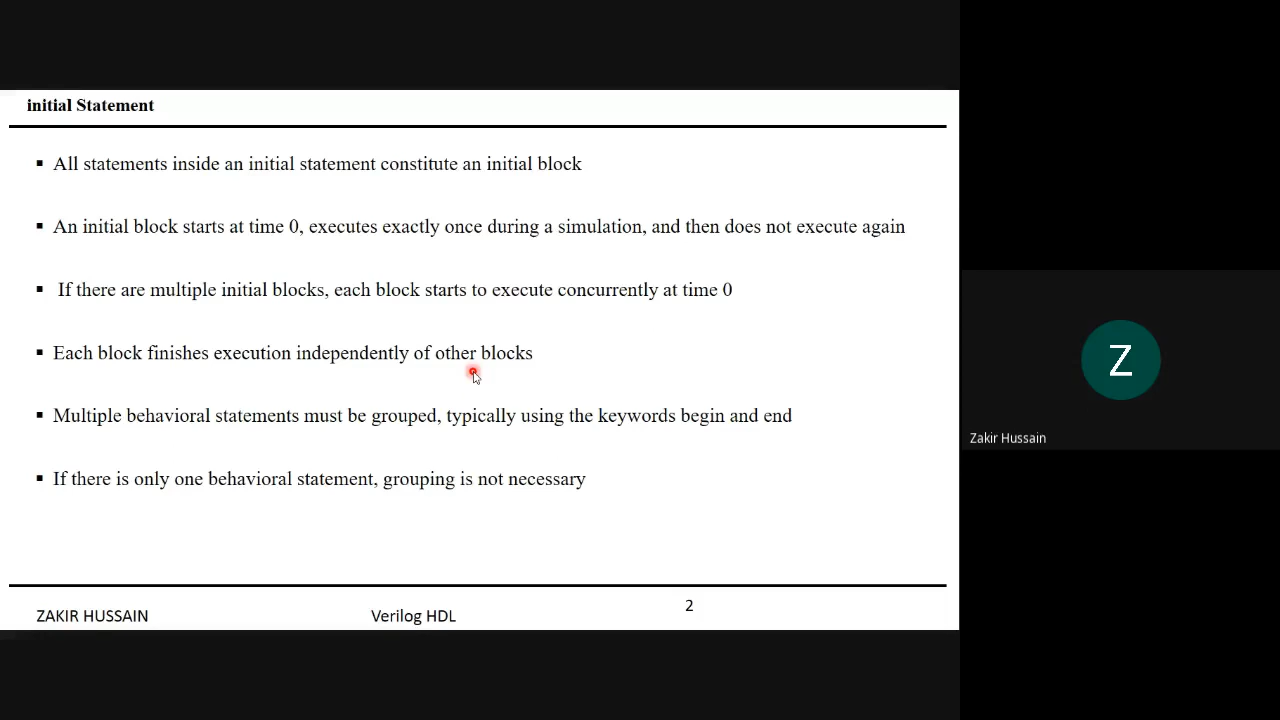 initial Statement
▪ All statements inside an initial statement constitute an initial block
▪ An initial block starts at time 0, executes exactly once during a simulation, and then does not execute again
▪ If there are multiple initial blocks, each block starts to execute concurrently at time 0
▪ Each block finishes execution independently of other blocks
▪ Multiple behavioral statements must be grouped, typically using the keywords begin and end
▪ If there is only one behavioral statement, grouping is not necessary
ZAKIR HUSSAIN Verilog HDL 2
Z
Zakir Hussain